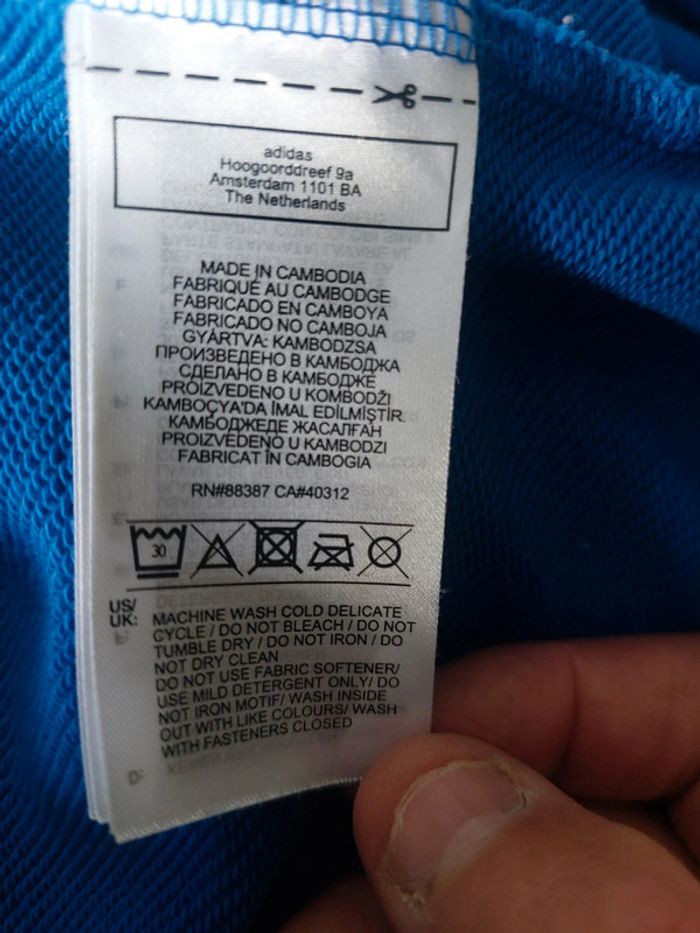 adidas
Hoogoorddreef 9a
Amsterdam 1101 BA
The Netherlands
MADE IN CAMBODIA
FABRIQUÉ AU CAMBODGE
FABRICADO EN CAMBOYA
FABRICADO NO CAMBOJA
GYÁRTVA: KAMBODZSA
ПРОИЗВЕДЕНО В КАМБОДЖА
СДЕЛАНО В КАМБОДЖЕ
PROIZVEDENO U KOMBODŽI
KAMBOÇYA'DA İMAL EDİLMİŞTİR.
КАМБОДЖЕДЕ ЖАСАЛҒАН
PROIZVEDENO U KAMBODZI
FABRICAT ÎN CAMBOGIA
RN#88387 CA#40312
30
US/
UK: MACHINE WASH COLD DELICATE
CYCLE / DO NOT BLEACH / DO NOT
TUMBLE DRY / DO NOT IRON / DO
NOT DRY CLEAN
DO NOT USE FABRIC SOFTENER/
USE MILD DETERGENT ONLY/ DO
NOT IRON MOTIF/ WASH INSIDE
OUT WITH LIKE COLOURS/ WASH
WITH FASTENERS CLOSED